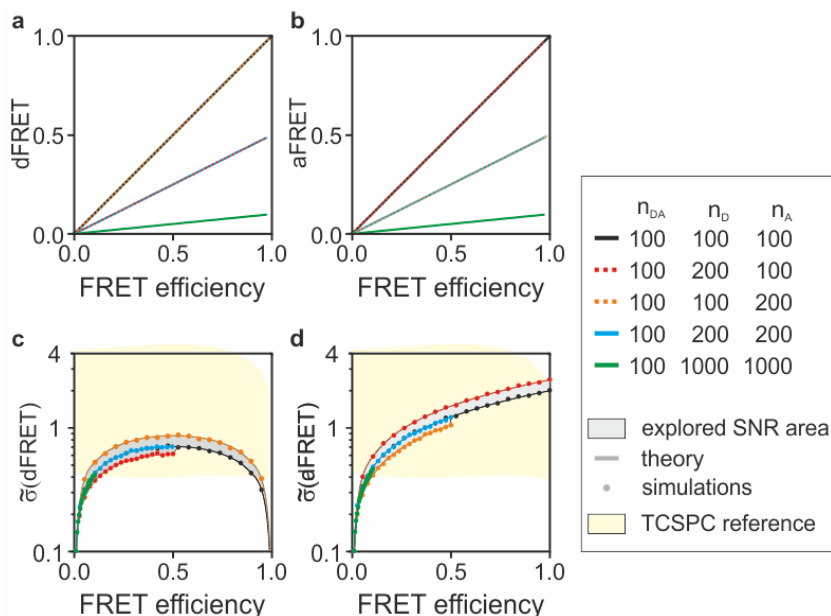 a
1.0
0.5
0.0
dFRET
0.0 0.5 1.0
FRET efficiency
b
1.0
0.5
0.0
aFRET
0.0 0.5 1.0
FRET efficiency
c
4
1
0.1
σ̃(dFRET)
0.0 0.5 1.0
FRET efficiency
d
4
1
0.1
σ̃(dFRET)
0.0 0.5 1.0
FRET efficiency
nDA nD nA
100 100 100
100 200 100
100 100 200
100 200 200
100 1000 1000
explored SNR area
theory
simulations
TCSPC reference